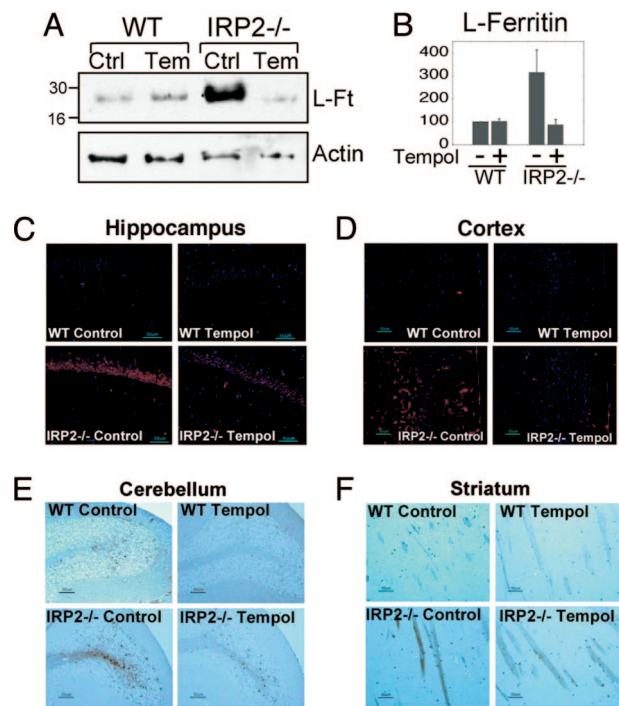 A
WT IRP2-/-
Ctrl Tem Ctrl Tem
30
16
L-Ft
Actin
B
L-Ferritin
400
300
200
100
0
Tempol - + - +
WT IRP2-/-
C Hippocampus
WT Control WT Tempol
IRP2-/- Control IRP2-/- Tempol
D Cortex
WT Control WT Tempol
IRP2-/- Control IRP2-/- Tempol
E Cerebellum
WT Control WT Tempol
IRP2-/- Control IRP2-/- Tempol
F Striatum
WT Control WT Tempol
IRP2-/- Control IRP2-/- Tempol